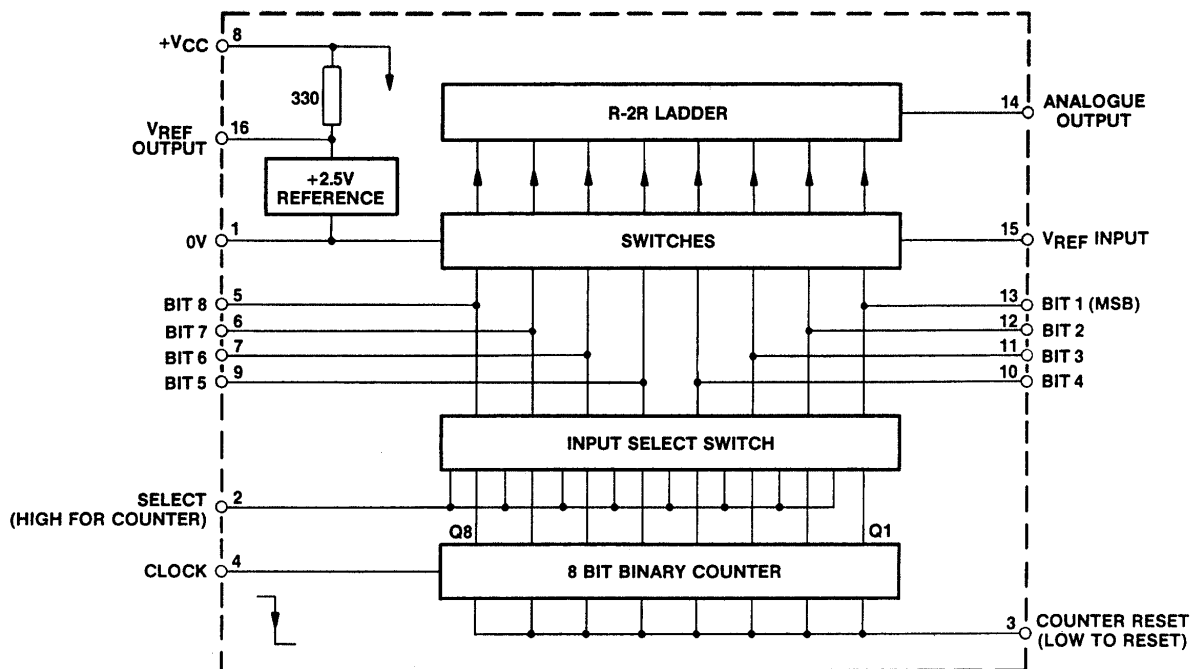 +VCC
8
330
VREF
OUTPUT
16
+2.5V
REFERENCE
0V
1
R-2R LADDER
14
ANALOGUE
OUTPUT
SWITCHES
15
VREF INPUT
BIT 8
5
BIT 7
6
BIT 6
7
BIT 5
9
13
BIT 1 (MSB)
12
BIT 2
11
BIT 3
10
BIT 4
INPUT SELECT SWITCH
SELECT
(HIGH FOR COUNTER)
2
Q8
Q1
CLOCK
4
8 BIT BINARY COUNTER
3
COUNTER RESET
(LOW TO RESET)